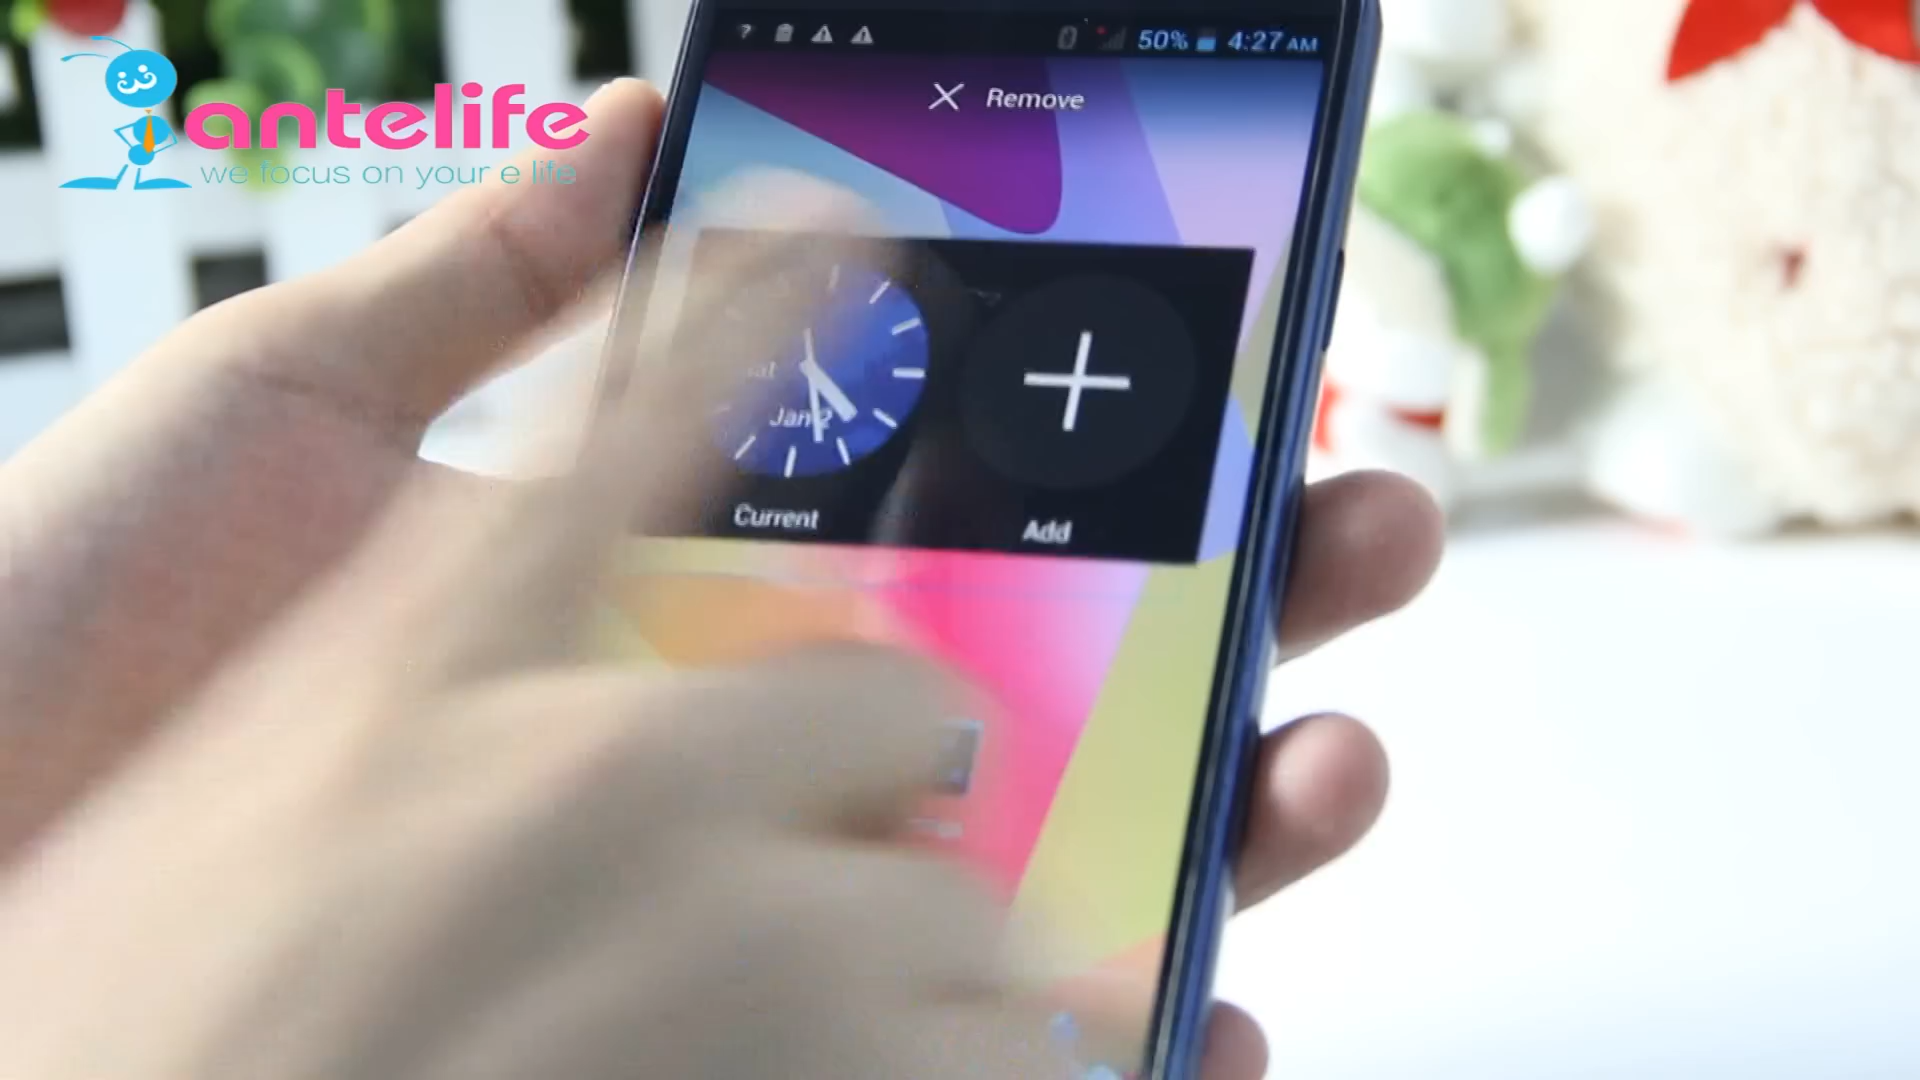 50% 4:27 AM
× Remove
antelife
we focus on your e life
Jan 2
Current
Add